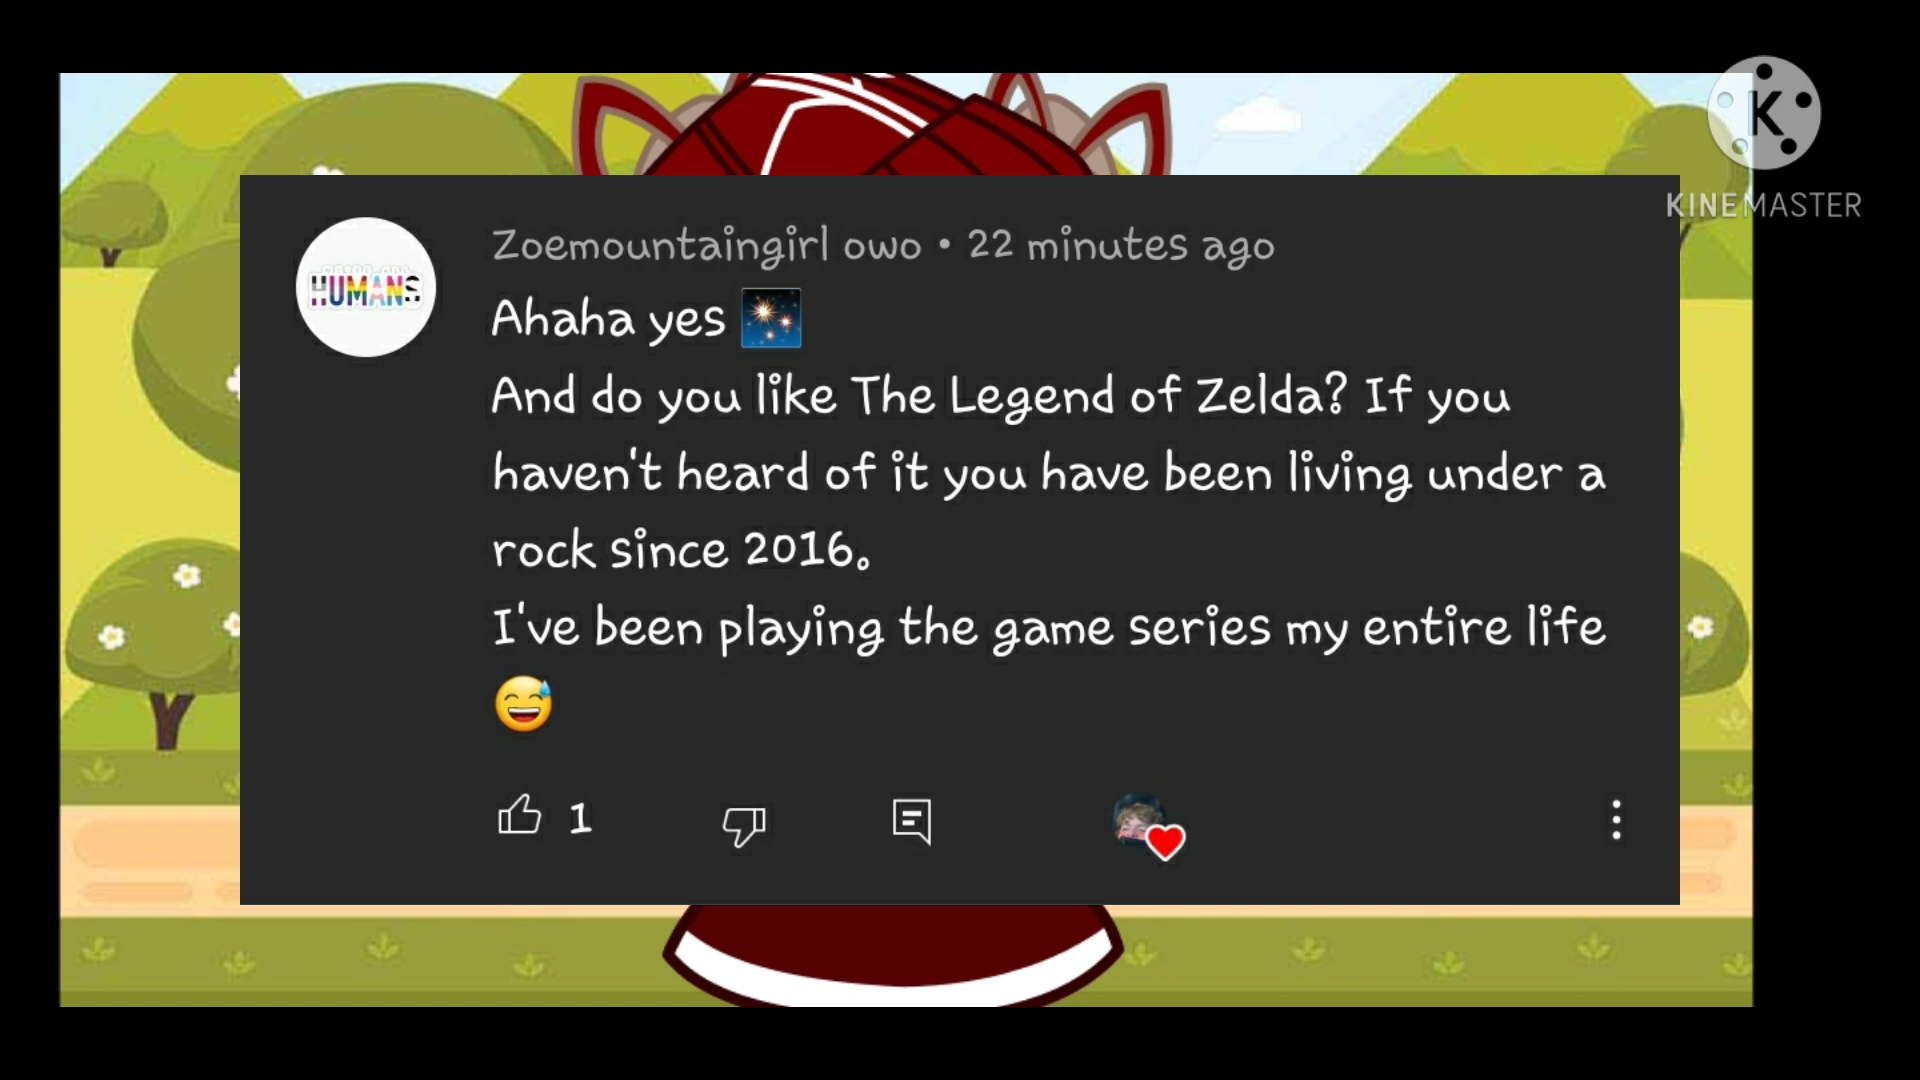 K
KINEMASTER
HUMANS
Zoemountaingirl owo • 22 minutes ago
Ahaha yes 🎇
And do you like The Legend of Zelda? If you
haven't heard of it you have been living under a
rock since 2016.
I've been playing the game series my entire life
😅
1